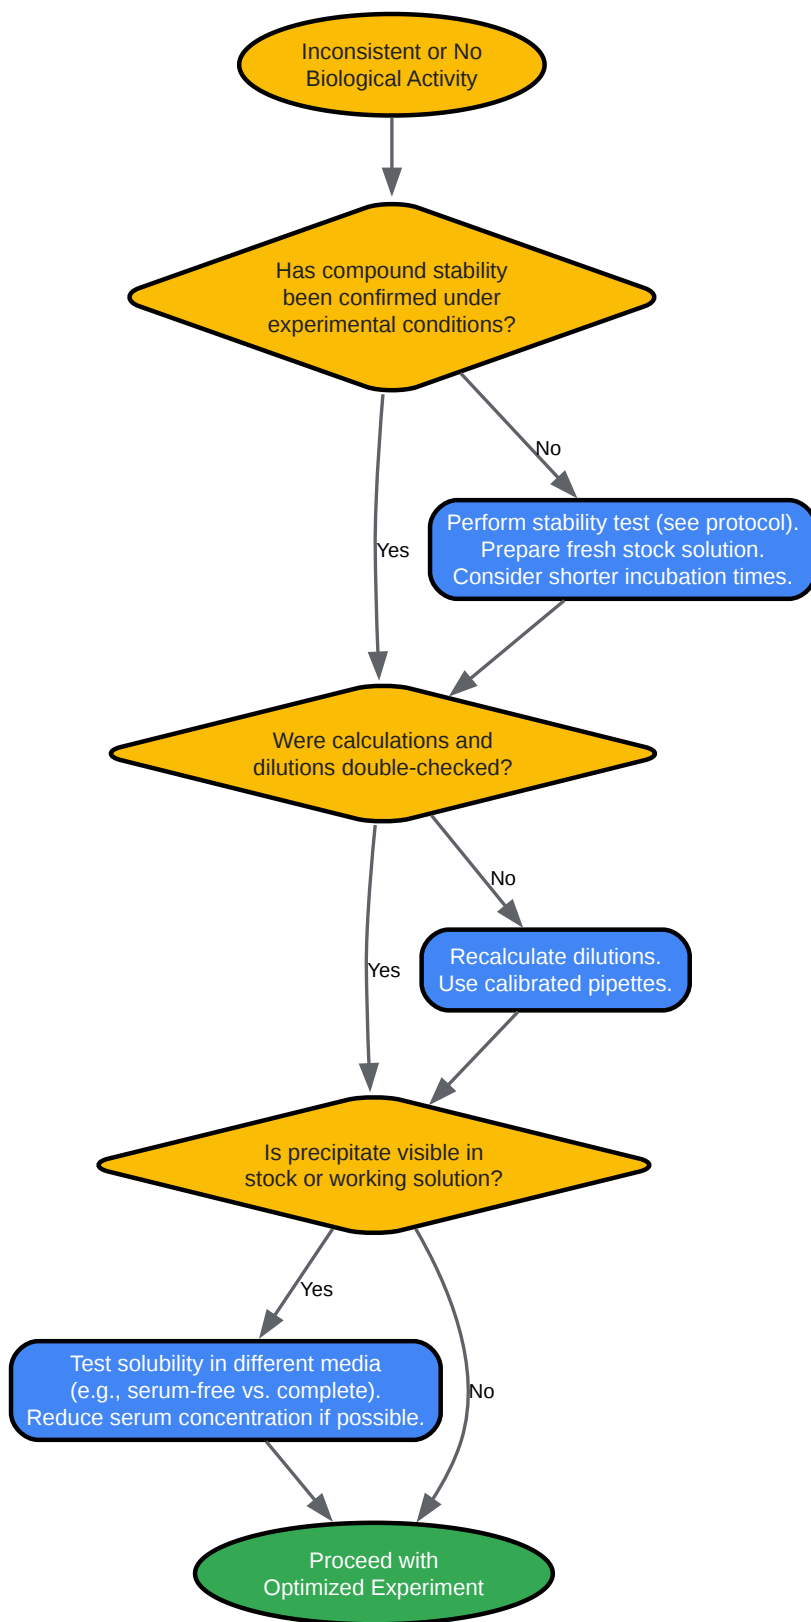 Inconsistent or No
Biological Activity
Has compound stability
been confirmed under
experimental conditions?
No
Perform stability test (see protocol).
Prepare fresh stock solution.
Consider shorter incubation times.
Yes
Were calculations and
dilutions double-checked?
No
Recalculate dilutions.
Use calibrated pipettes.
Yes
Is precipitate visible in
stock or working solution?
Yes
Test solubility in different media
(e.g., serum-free vs. complete).
Reduce serum concentration if possible.
No
Proceed with
Optimized Experiment